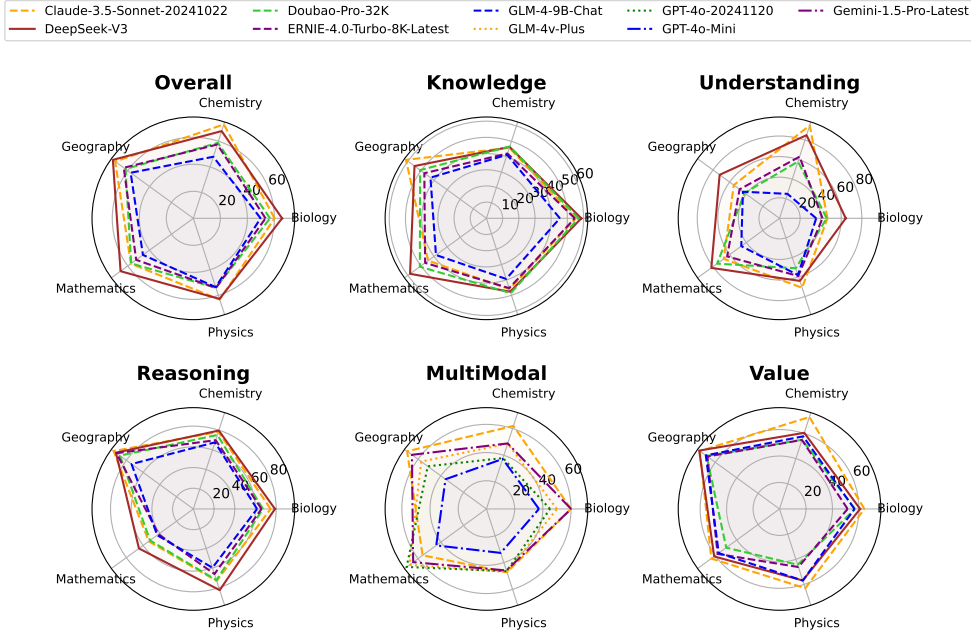 Claude-3.5-Sonnet-20241022 Doubao-Pro-32K GLM-4-9B-Chat GPT-4o-20241120 Gemini-1.5-Pro-Latest
DeepSeek-V3 ERNIE-4.0-Turbo-8K-Latest GLM-4v-Plus GPT-4o-Mini
Overall
Chemistry
Geography
60
40
20
Biology
Mathematics
Physics
Knowledge
Chemistry
Geography
10 20 30 40 50 60
Biology
Mathematics
Physics
Understanding
Chemistry
Geography
20 40 60 80
Biology
Mathematics
Physics
Reasoning
Chemistry
Geography
20 40 60 80
Biology
Mathematics
Physics
MultiModal
Chemistry
Geography
20 40 60
Biology
Mathematics
Physics
Value
Chemistry
Geography
20 40 60
Biology
Mathematics
Physics